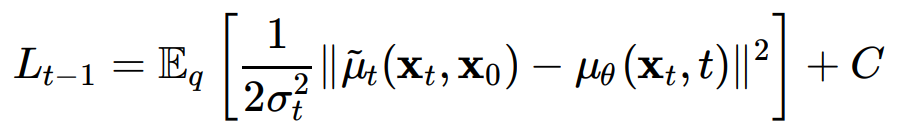 L_{t-1} = \mathbb{E}_q \left[ \frac{1}{2\sigma_t^2} \| \tilde{\mu}_t(\mathbf{x}_t, \mathbf{x}_0) - \mu_\theta(\mathbf{x}_t, t) \|^2 \right] + C